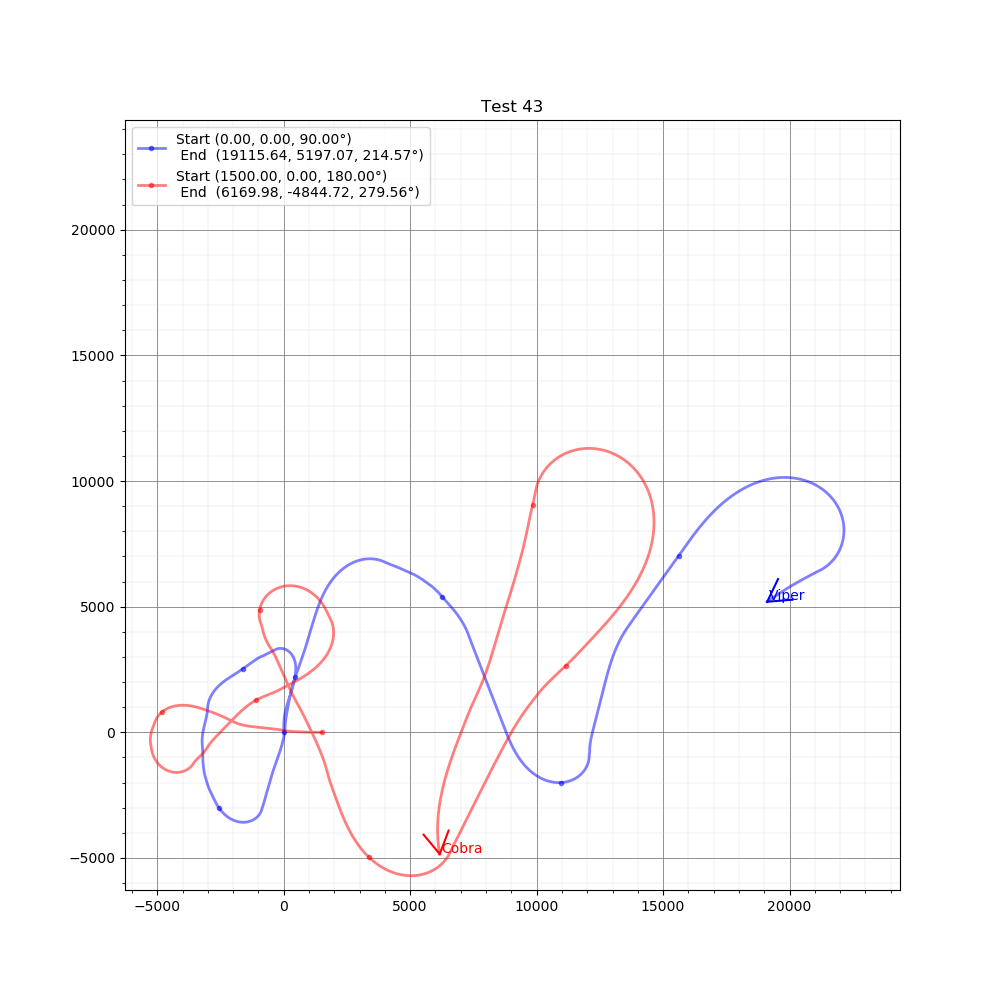 Test 43
Start (0.00, 0.00, 90.00°)
End (19115.64, 5197.07, 214.57°)
Start (1500.00, 0.00, 180.00°)
End (6169.98, -4844.72, 279.56°)
20000
15000
10000
5000
0
−5000
Viper
Cobra
−5000 0 5000 10000 15000 20000